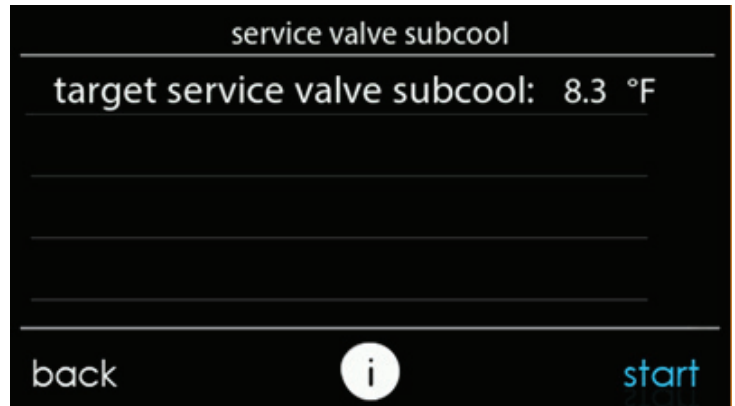 service valve subcool
target service valve subcool: 8.3 °F
back i start